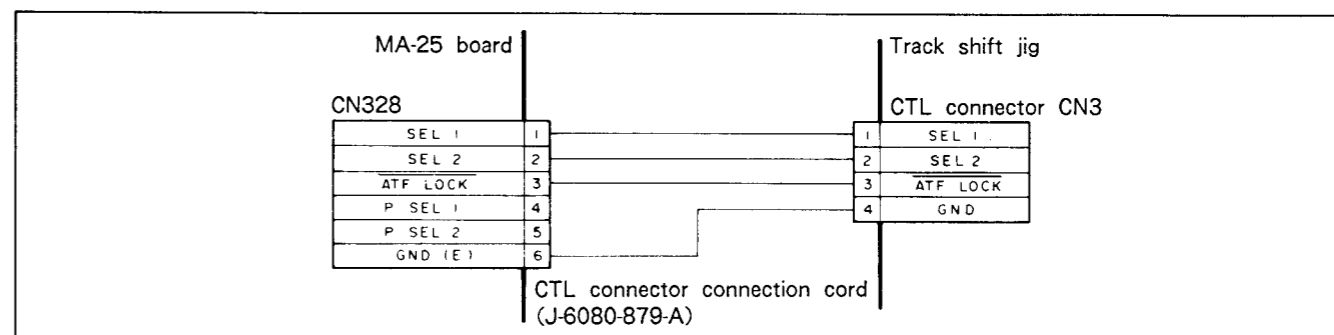 MA-25 board
Track shift jig
CN328
CTL connector CN3
SEL 1 1
SEL 2 2
ATF LOCK 3
P SEL 1 4
P SEL 2 5
GND (E) 6
1 SEL 1
2 SEL 2
3 ATF LOCK
4 GND
CTL connector connection cord
(J-6080-879-A)